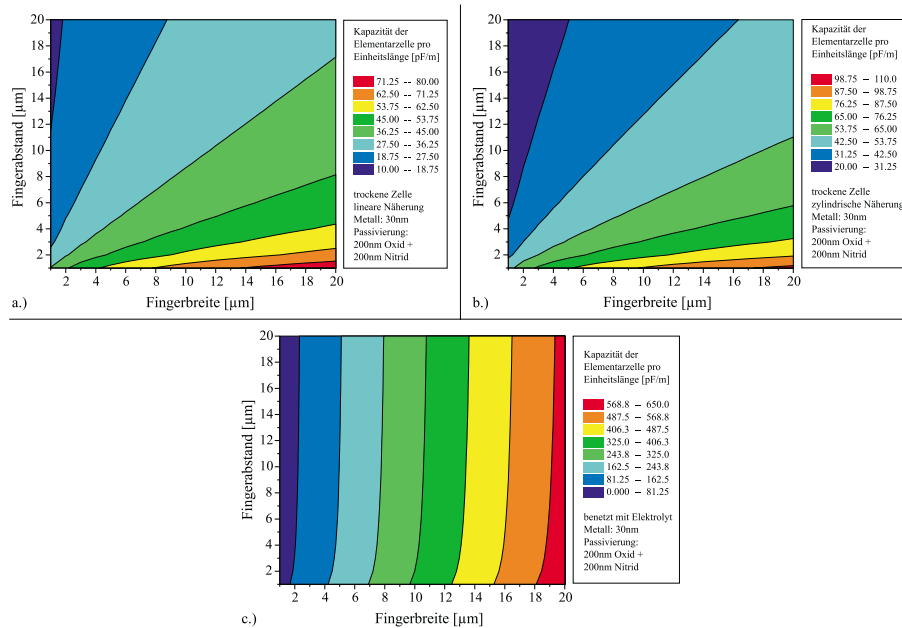 Kapazität der
Elementarzelle pro
Einheitslänge [pF/m]
71.25 -- 80.00
62.50 -- 71.25
53.75 -- 62.50
45.00 -- 53.75
36.25 -- 45.00
27.50 -- 36.25
18.75 -- 27.50
10.00 -- 18.75
trockene Zelle
lineare Näherung
Metall: 30nm
Passivierung:
200nm Oxid +
200nm Nitrid
Fingerabstand [µm]
20
18
16
14
12
10
8
6
4
2
2 4 6 8 10 12 14 16 18 20
Fingerbreite [µm]
a.)
Kapazität der
Elementarzelle pro
Einheitslänge [pF/m]
98.75 -- 110.0
87.50 -- 98.75
76.25 -- 87.50
65.00 -- 76.25
53.75 -- 65.00
42.50 -- 53.75
31.25 -- 42.50
20.00 -- 31.25
trockene Zelle
zylindrische Näherung
Metall: 30nm
Passivierung:
200nm Oxid +
200nm Nitrid
Fingerabstand [µm]
20
18
16
14
12
10
8
6
4
2
2 4 6 8 10 12 14 16 18 20
Fingerbreite [µm]
b.)
Kapazität der
Elementarzelle pro
Einheitslänge [pF/m]
568.8 – 650.0
487.5 – 568.8
406.3 – 487.5
325.0 – 406.3
243.8 – 325.0
162.5 – 243.8
81.25 – 162.5
0.000 – 81.25
benetzt mit Elektrolyt
Metall: 30nm
Passivierung:
200nm Oxid +
200nm Nitrid
Fingerabstand [µm]
20
18
16
14
12
10
8
6
4
2
2 4 6 8 10 12 14 16 18 20
Fingerbreite [µm]
c.)